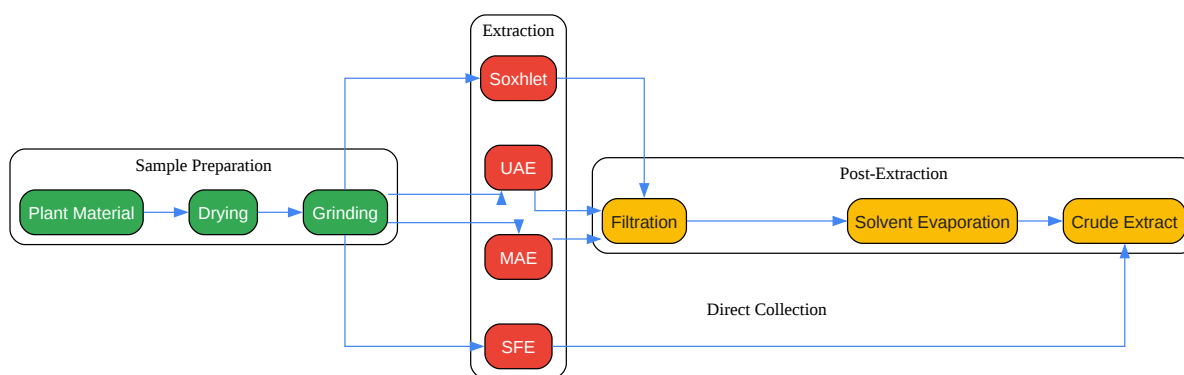 Extraction
Soxhlet
UAE
MAE
SFE
Sample Preparation
Plant Material
Drying
Grinding
Post-Extraction
Filtration
Solvent Evaporation
Crude Extract
Direct Collection